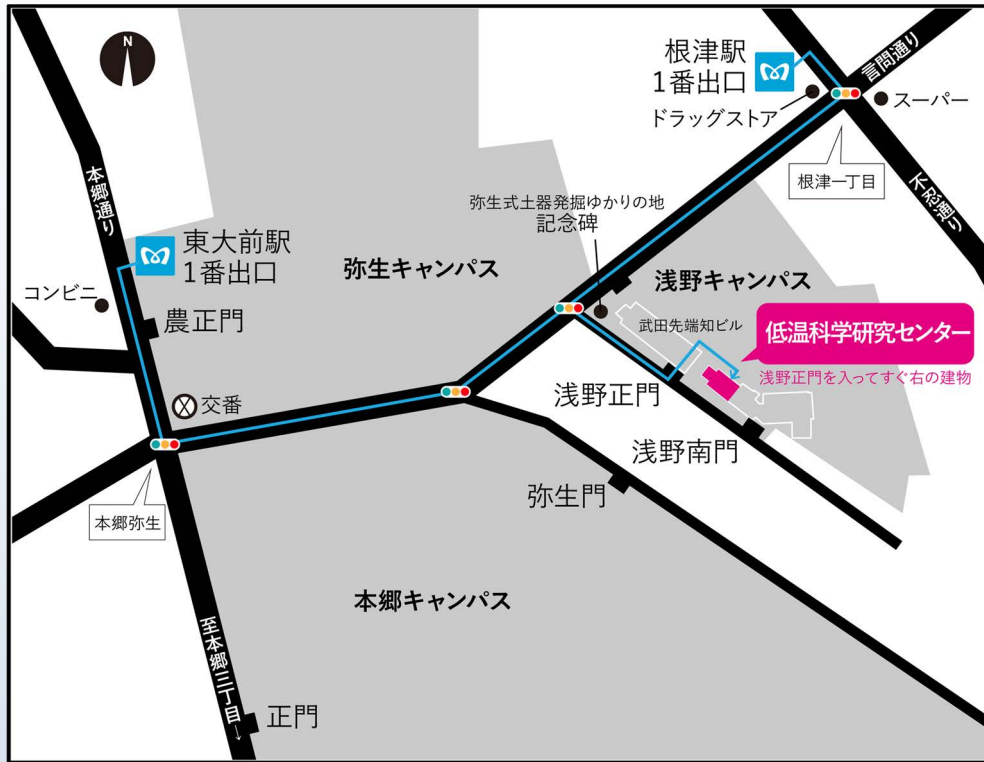 N
根津駅
1番出口
ドラッグストア
言問通り
スーパー
根津一丁目
不忍通り
本郷通り
東大前駅
1番出口
コンビニ
農正門
弥生式土器発掘ゆかりの地
記念碑
弥生キャンパス
浅野キャンパス
武田先端知ビル
低温科学研究センター
浅野正門を入ってすぐ右の建物
浅野正門
浅野南門
交番
弥生門
本郷弥生
本郷キャンパス
至本郷三丁目→
正門